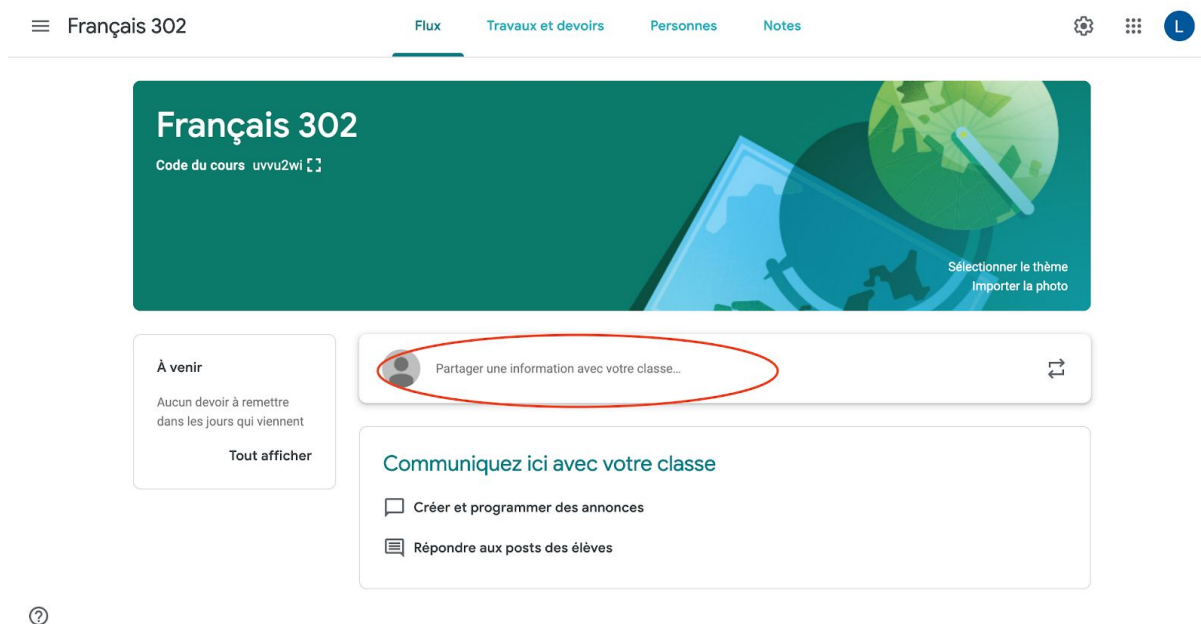 Français 302
Flux
Travaux et devoirs
Personnes
Notes
L
Français 302
Code du cours uvvu2wi
Sélectionner le thème
Importer la photo
À venir
Aucun devoir à remettre
dans les jours qui viennent
Tout afficher
Partager une information avec votre classe…
Communiquez ici avec votre classe
Créer et programmer des annonces
Répondre aux posts des élèves